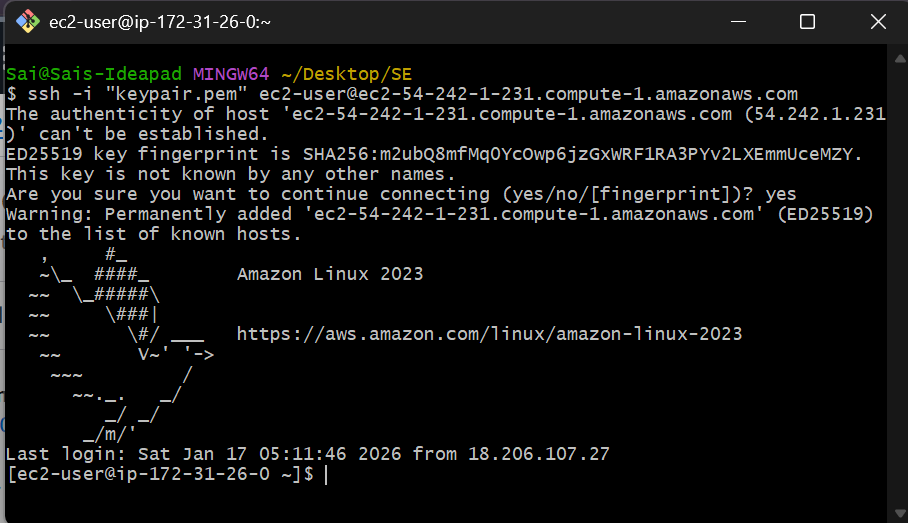 ec2-user@ip-172-31-26-0:~
Sai@Sais-Ideapad MINGW64 ~/Desktop/SE
$ ssh -i "keypair.pem" ec2-user@ec2-54-242-1-231.compute-1.amazonaws.com
The authenticity of host 'ec2-54-242-1-231.compute-1.amazonaws.com (54.242.1.231
)' can't be established.
ED25519 key fingerprint is SHA256:m2ubQ8mfMq0YcOwp6jzGxWRF1RA3PYv2LXEmmUceMZY.
This key is not known by any other names.
Are you sure you want to continue connecting (yes/no/[fingerprint])? yes
Warning: Permanently added 'ec2-54-242-1-231.compute-1.amazonaws.com' (ED25519)
to the list of known hosts.
   ,     #_
   ~\_  ####_        Amazon Linux 2023
  ~~  \_#####\
  ~~     \###|
  ~~       \#/ ___   https://aws.amazon.com/linux/amazon-linux-2023
   ~~       V~' '->
    ~~~         /
      ~~._.   _/
         _/ _/
       _/m/'
Last login: Sat Jan 17 05:11:46 2026 from 18.206.107.27
[ec2-user@ip-172-31-26-0 ~]$